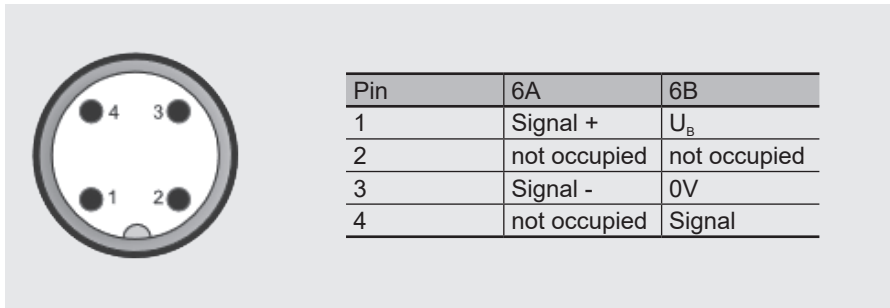 4 3
1 2
Pin 6A 6B
1 Signal + U_B
2 not occupied not occupied
3 Signal - 0V
4 not occupied Signal